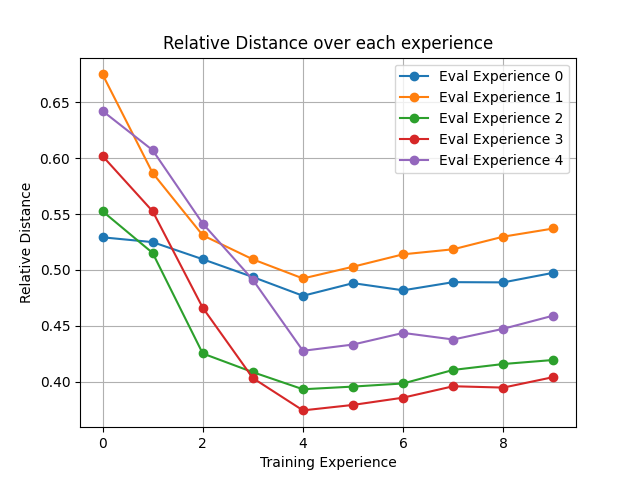 Relative Distance over each experience
Eval Experience 0
Eval Experience 1
Eval Experience 2
Eval Experience 3
Eval Experience 4
Relative Distance
0.65
0.60
0.55
0.50
0.45
0.40
0 2 4 6 8
Training Experience